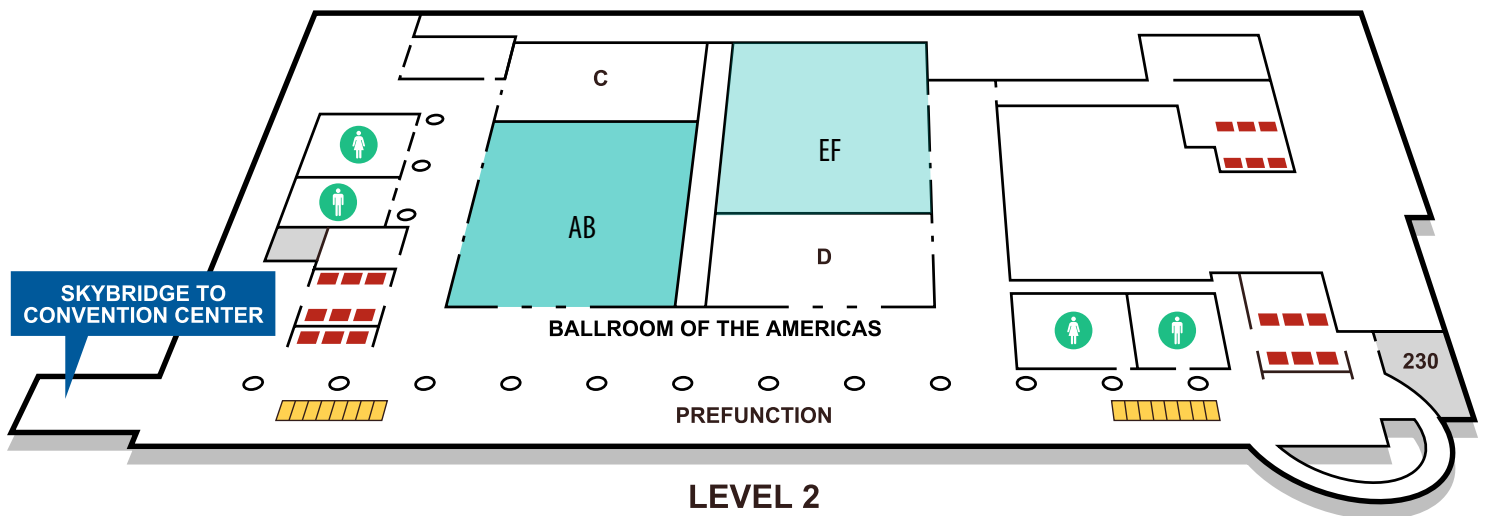 C
EF
AB
D
SKYBRIDGE TO
CONVENTION CENTER
BALLROOM OF THE AMERICAS
230
PREFUNCTION
LEVEL 2